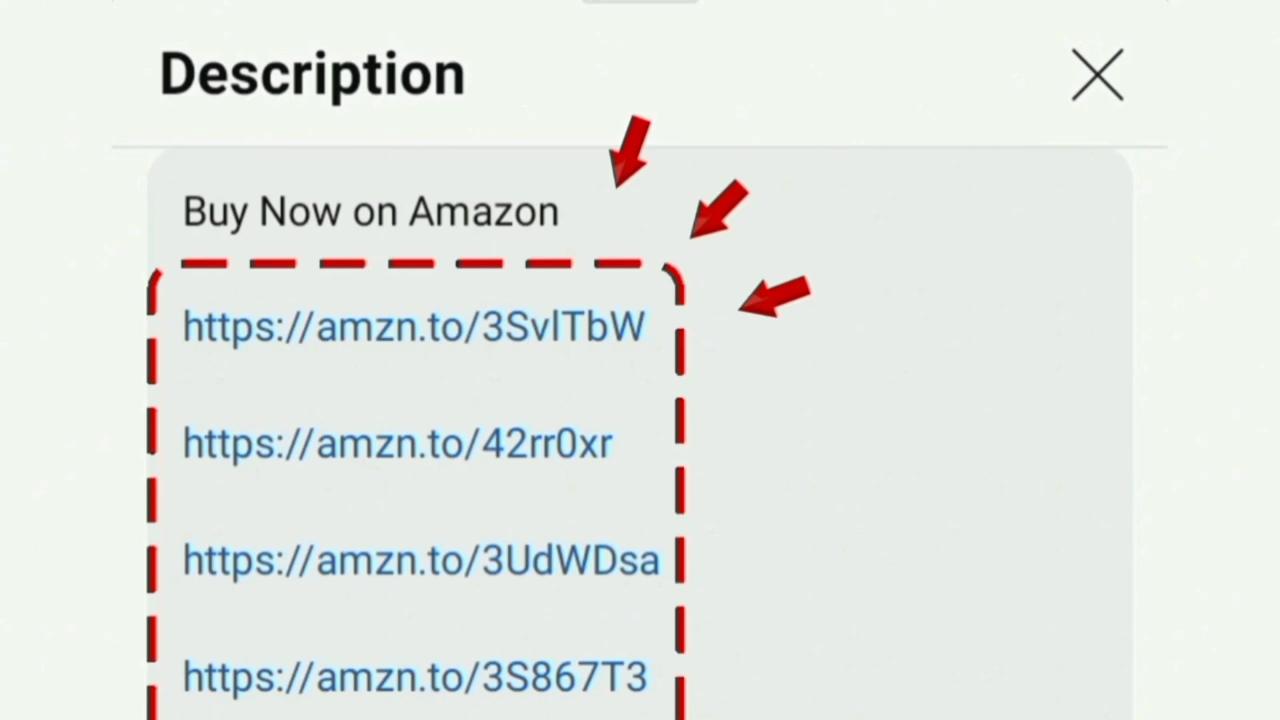 Description
Buy Now on Amazon
https://amzn.to/3SvlTbW
https://amzn.to/42rr0xr
https://amzn.to/3UdWDsa
https://amzn.to/3S867T3